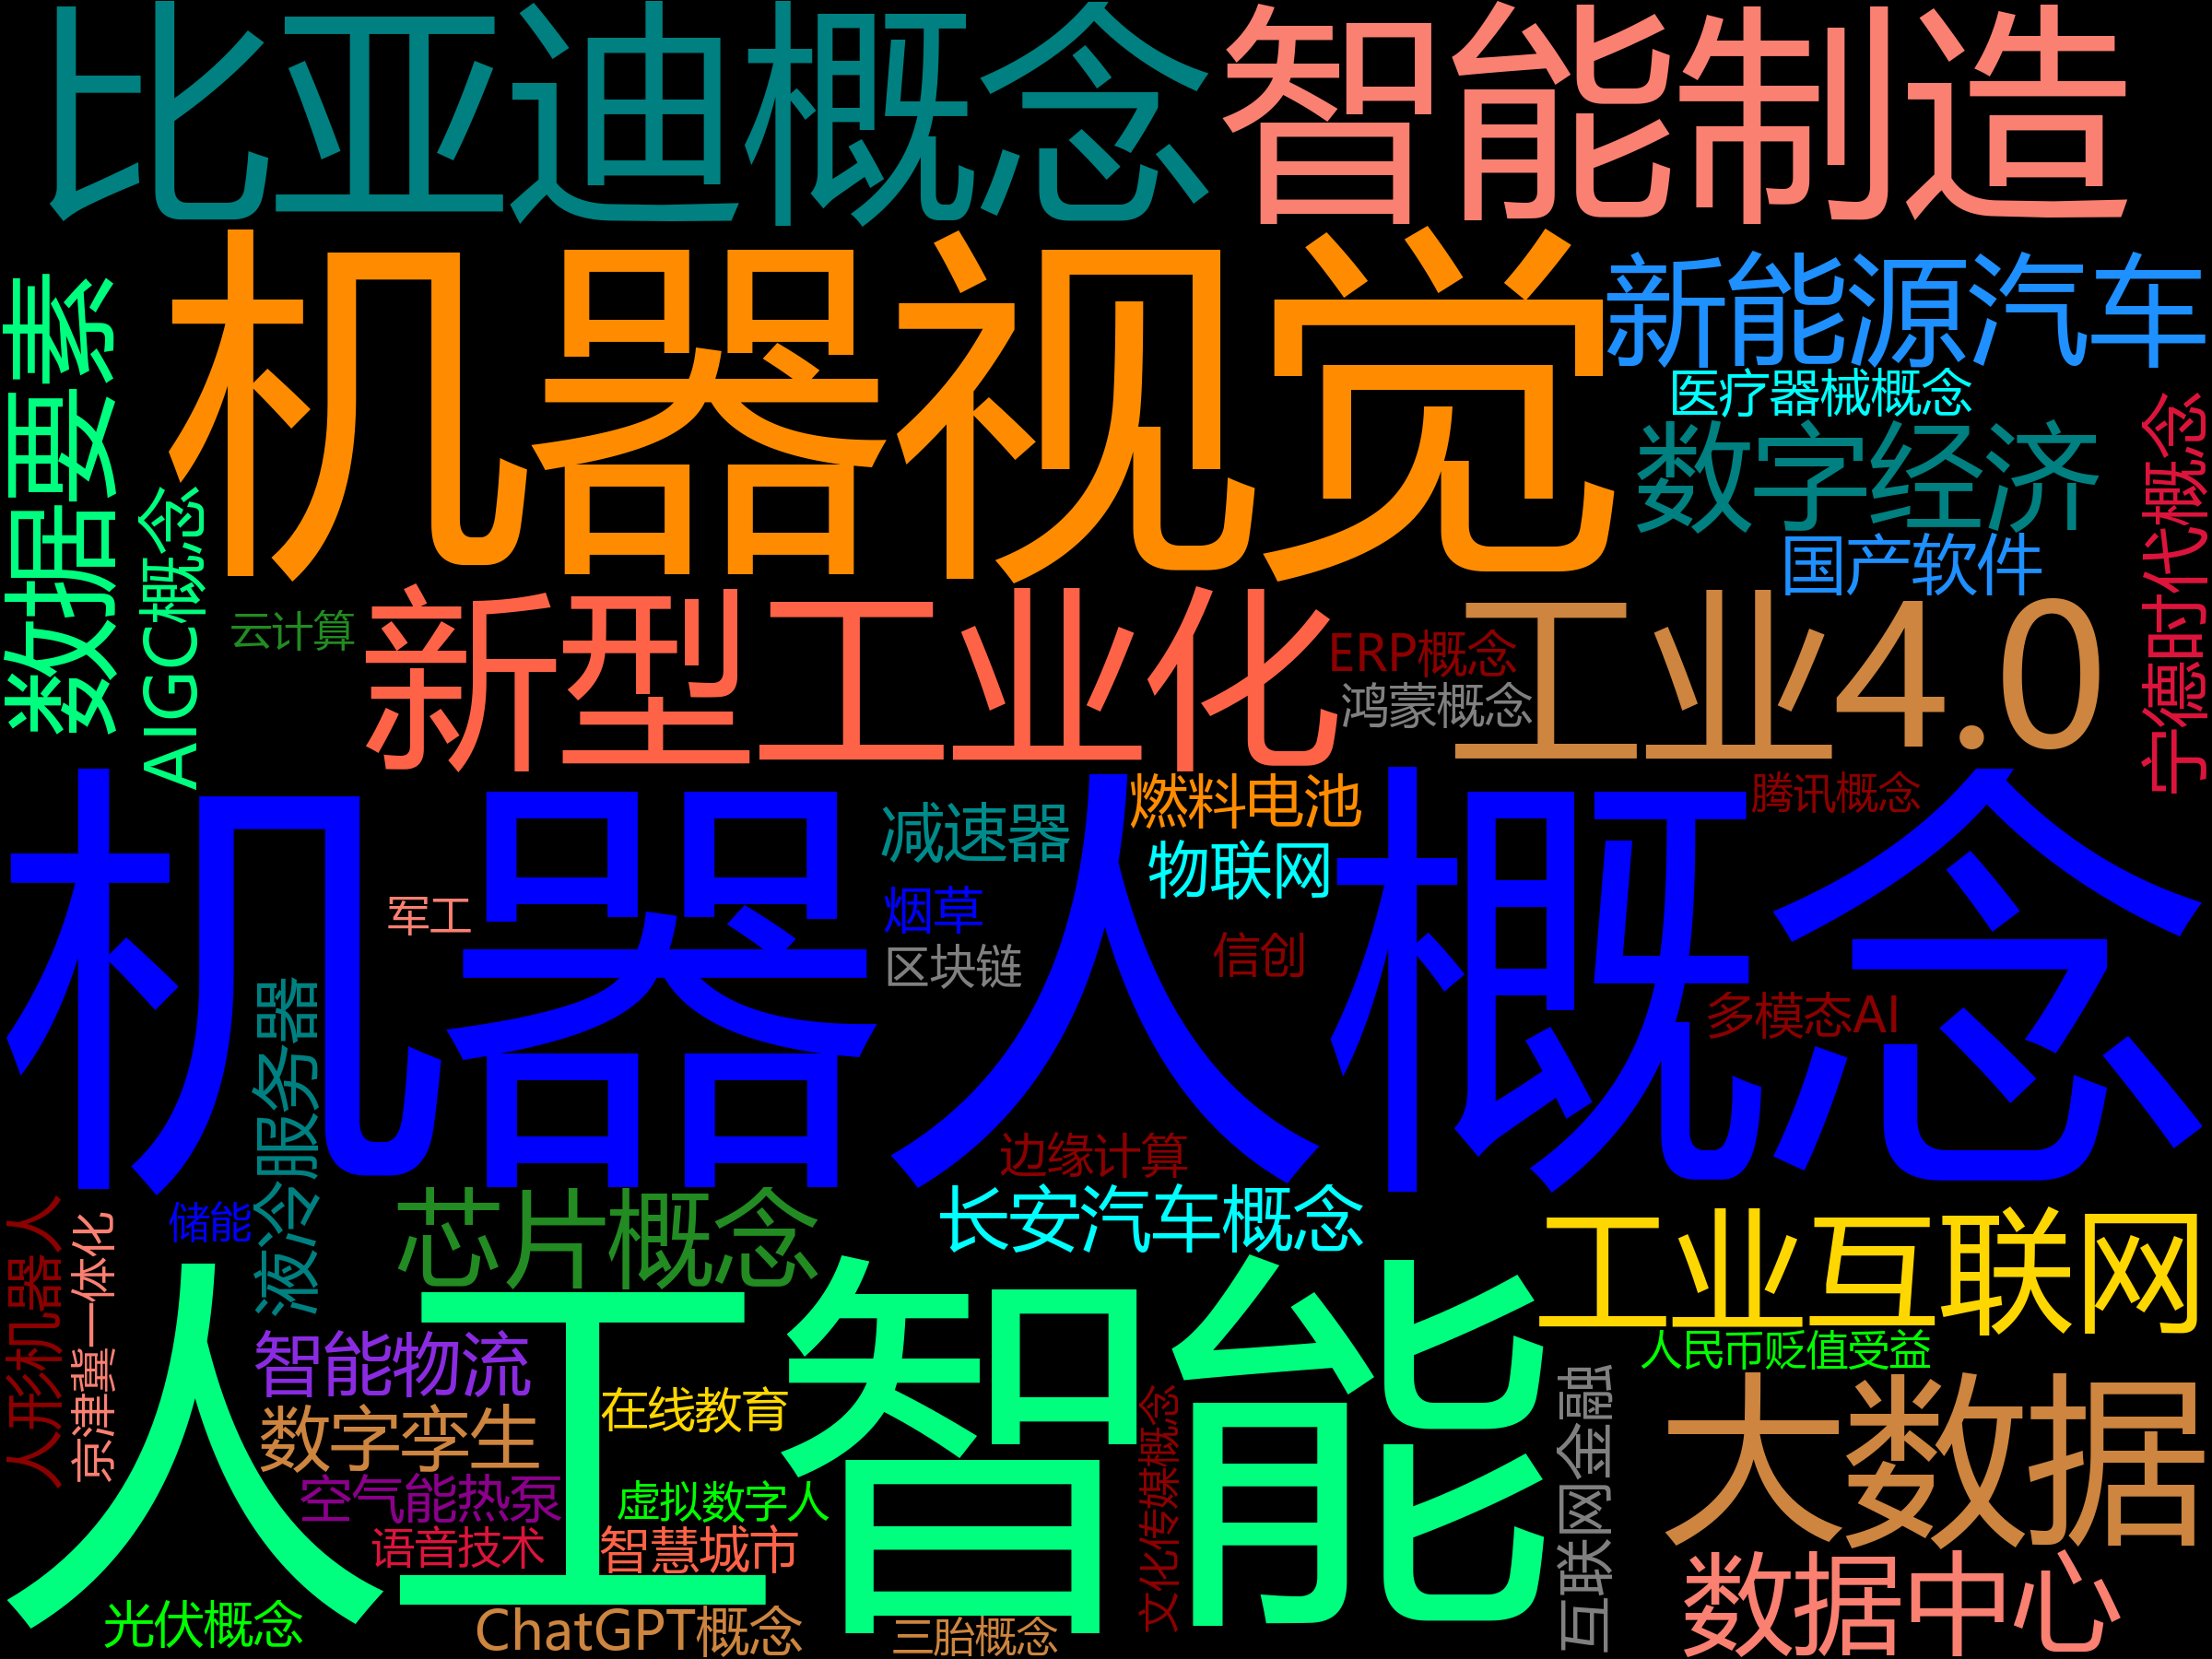 比亚迪概念
智能制造
机器视觉
新能源汽车
医疗器械概念
数字经济
国产软件
数据要素
AIGC概念
宁德时代概念
云计算
新型工业化
ERP概念
鸿蒙概念
工业4.0
机器人概念
减速器
燃料电池
腾讯概念
物联网
军工
烟草
区块链
信创
多模态AI
液冷服务器
边缘计算
人形机器人
京津冀一体化
储能
芯片概念
长安汽车概念
工业互联网
人工智能
人民币贬值受益
智能物流
在线教育
数字孪生
大数据
空气能热泵
虚拟数字人
语音技术
智慧城市
文化传媒概念
互联网金融
数据中心
光伏概念
ChatGPT概念
三胎概念